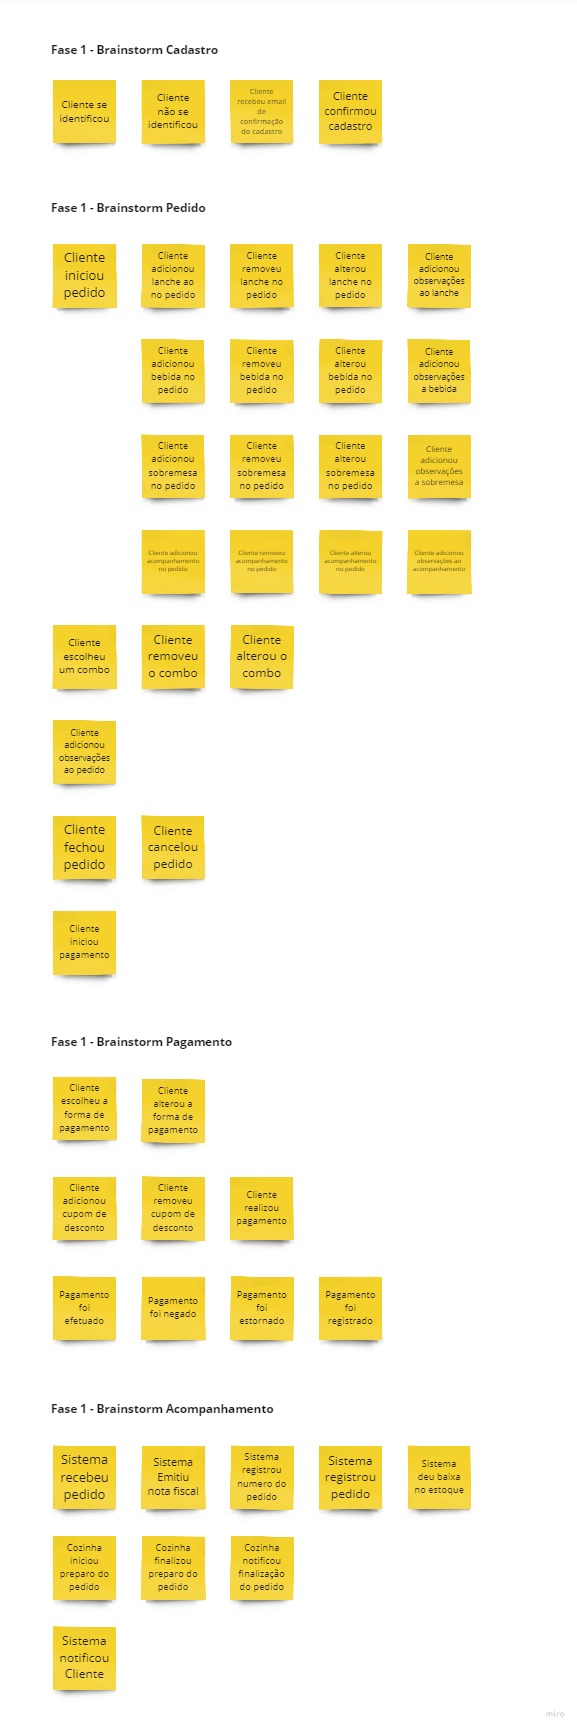 Fase 1 - Brainstorm Cadastro
Cliente se
identificou
Cliente
não se
identificou
Cliente
recebeu email
de
confirmação
do cadastro
Cliente
confirmou
cadastro
Fase 1 - Brainstorm Pedido
Cliente
iniciou
pedido
Cliente
adicionou
lanche ao
no pedido
Cliente
removeu
lanche no
pedido
Cliente
alterou
lanche no
pedido
Cliente
adicionou
observações
ao lanche
Cliente
adicionou
bebida no
pedido
Cliente
removeu
bebida no
pedido
Cliente
alterou
bebida no
pedido
Cliente
adicionou
observações
a bebida
Cliente
adicionou
sobremesa
no pedido
Cliente
removeu
sobremesa
no pedido
Cliente
alterou
sobremesa
no pedido
Cliente
adicionou
observações
a sobremesa
Cliente adicionou
acompanhamento
no pedido
Cliente removeu
acompanhamento
no pedido
Cliente alterou
acompanhamento
no pedido
Cliente adicionou
observações ao
acompanhamento
Cliente
escolheu
um combo
Cliente
removeu
o combo
Cliente
alterou o
combo
Cliente
adicionou
observações
ao pedido
Cliente
fechou
pedido
Cliente
cancelou
pedido
Cliente
iniciou
pagamento
Fase 1 - Brainstorm Pagamento
Cliente
escolheu a
forma de
pagamento
Cliente
alterou a
forma de
pagamento
Cliente
adicionou
cupom de
desconto
Cliente
removeu
cupom de
desconto
Cliente
realizou
pagamento
Pagamento
foi
efetuado
Pagamento
foi negado
Pagamento
foi
estornado
Pagamento
foi
registrado
Fase 1 - Brainstorm Acompanhamento
Sistema
recebeu
pedido
Sistema
Emitiu
nota fiscal
Sistema
registrou
numero do
pedido
Sistema
registrou
pedido
Sistema
deu baixa
no estoque
Cozinha
iniciou
preparo do
pedido
Cozinha
finalizou
preparo do
pedido
Cozinha
notificou
finalização
do pedido
Sistema
notificou
Cliente
miro